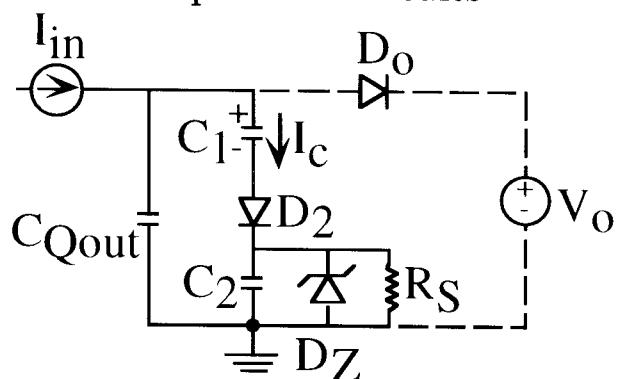 I_in
D_o
C_1
+
-
I_c
+
-
V_o
D_2
C_Qout
C_2
R_S
D_Z